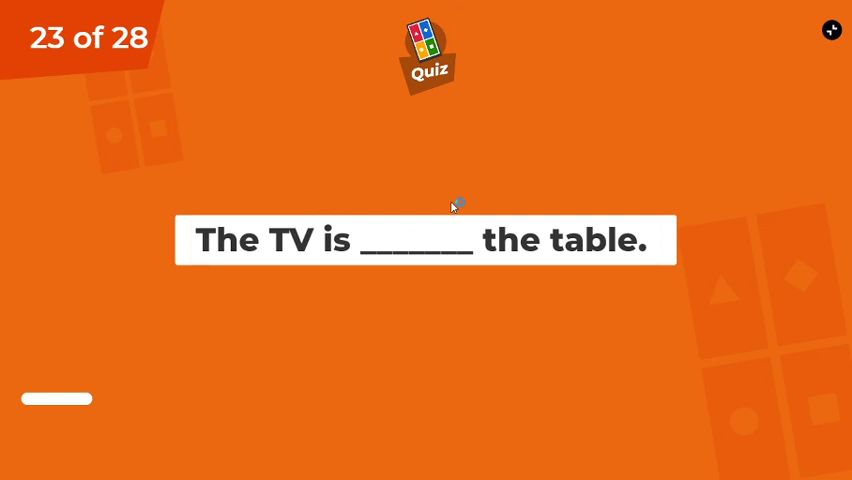 23 of 28
Quiz
The TV is _______ the table.